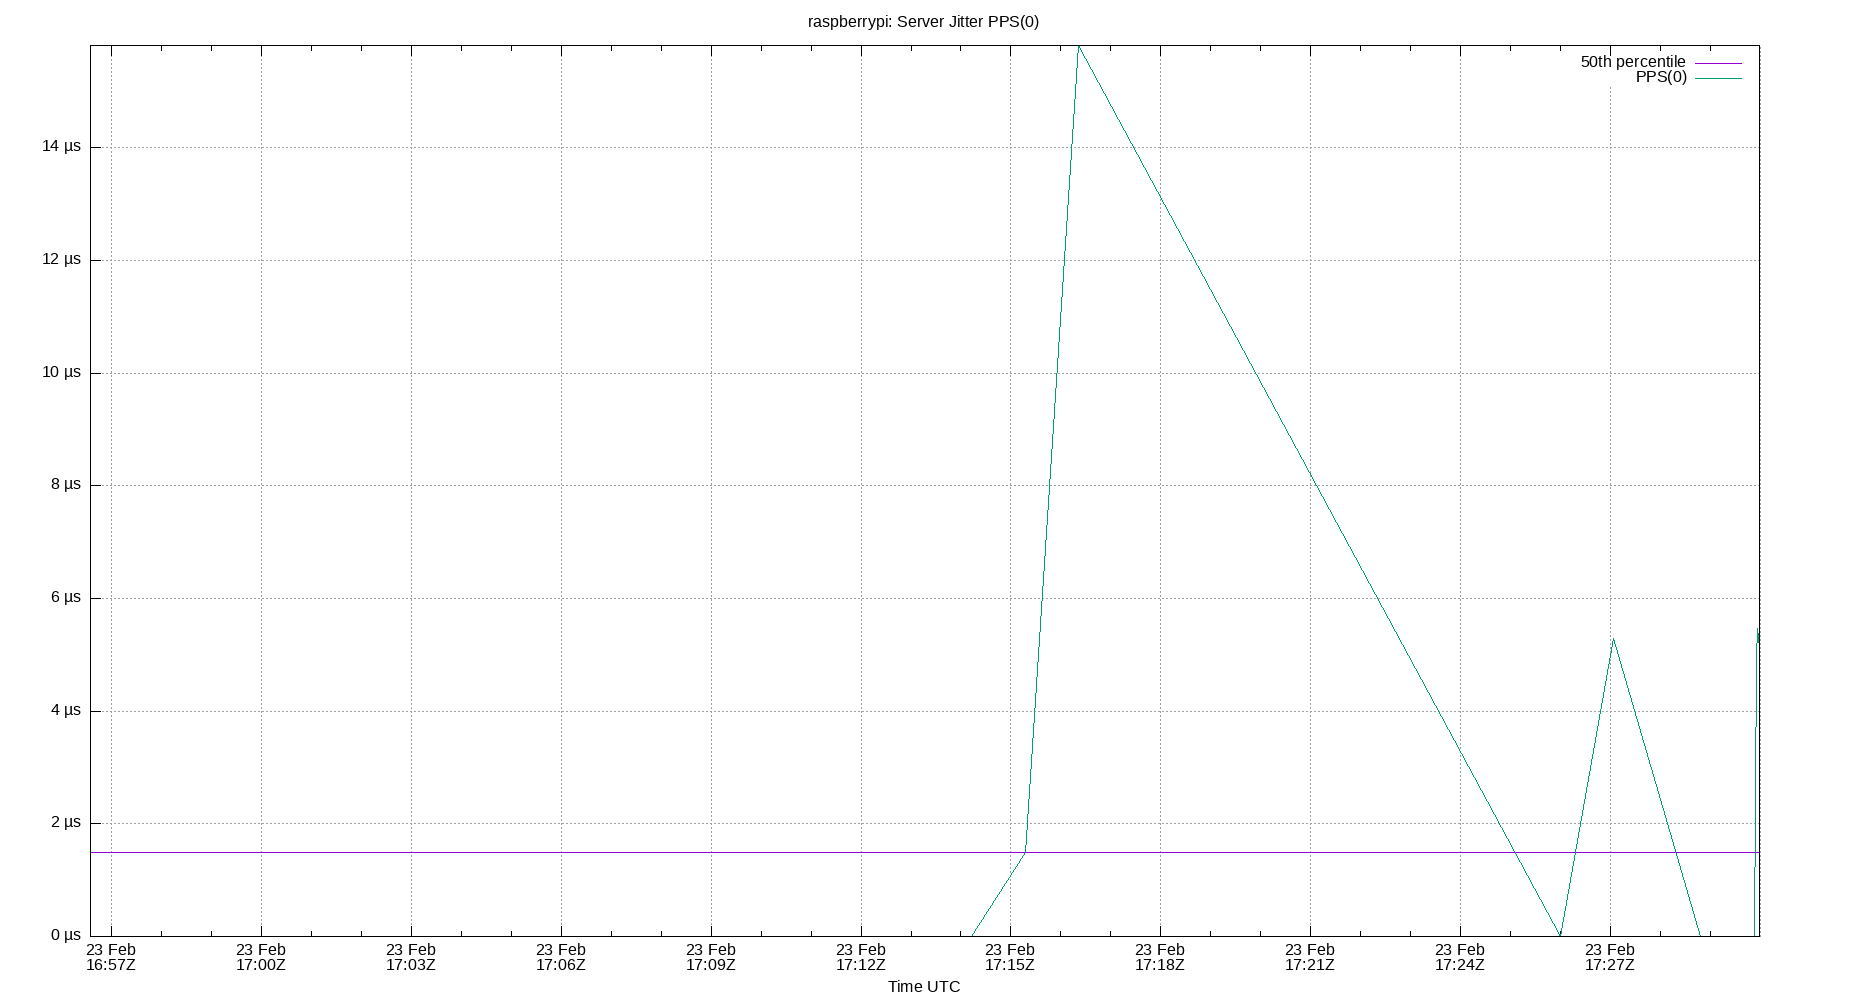 raspberrypi: Server Jitter PPS(0)
50th percentile
PPS(0)
14 µs
12 µs
10 µs
8 µs
6 µs
4 µs
2 µs
0 µs
23 Feb 23 Feb 23 Feb 23 Feb 23 Feb 23 Feb 23 Feb 23 Feb 23 Feb 23 Feb 23 Feb
16:57Z 17:00Z 17:03Z 17:06Z 17:09Z 17:12Z 17:15Z 17:18Z 17:21Z 17:24Z 17:27Z
Time UTC